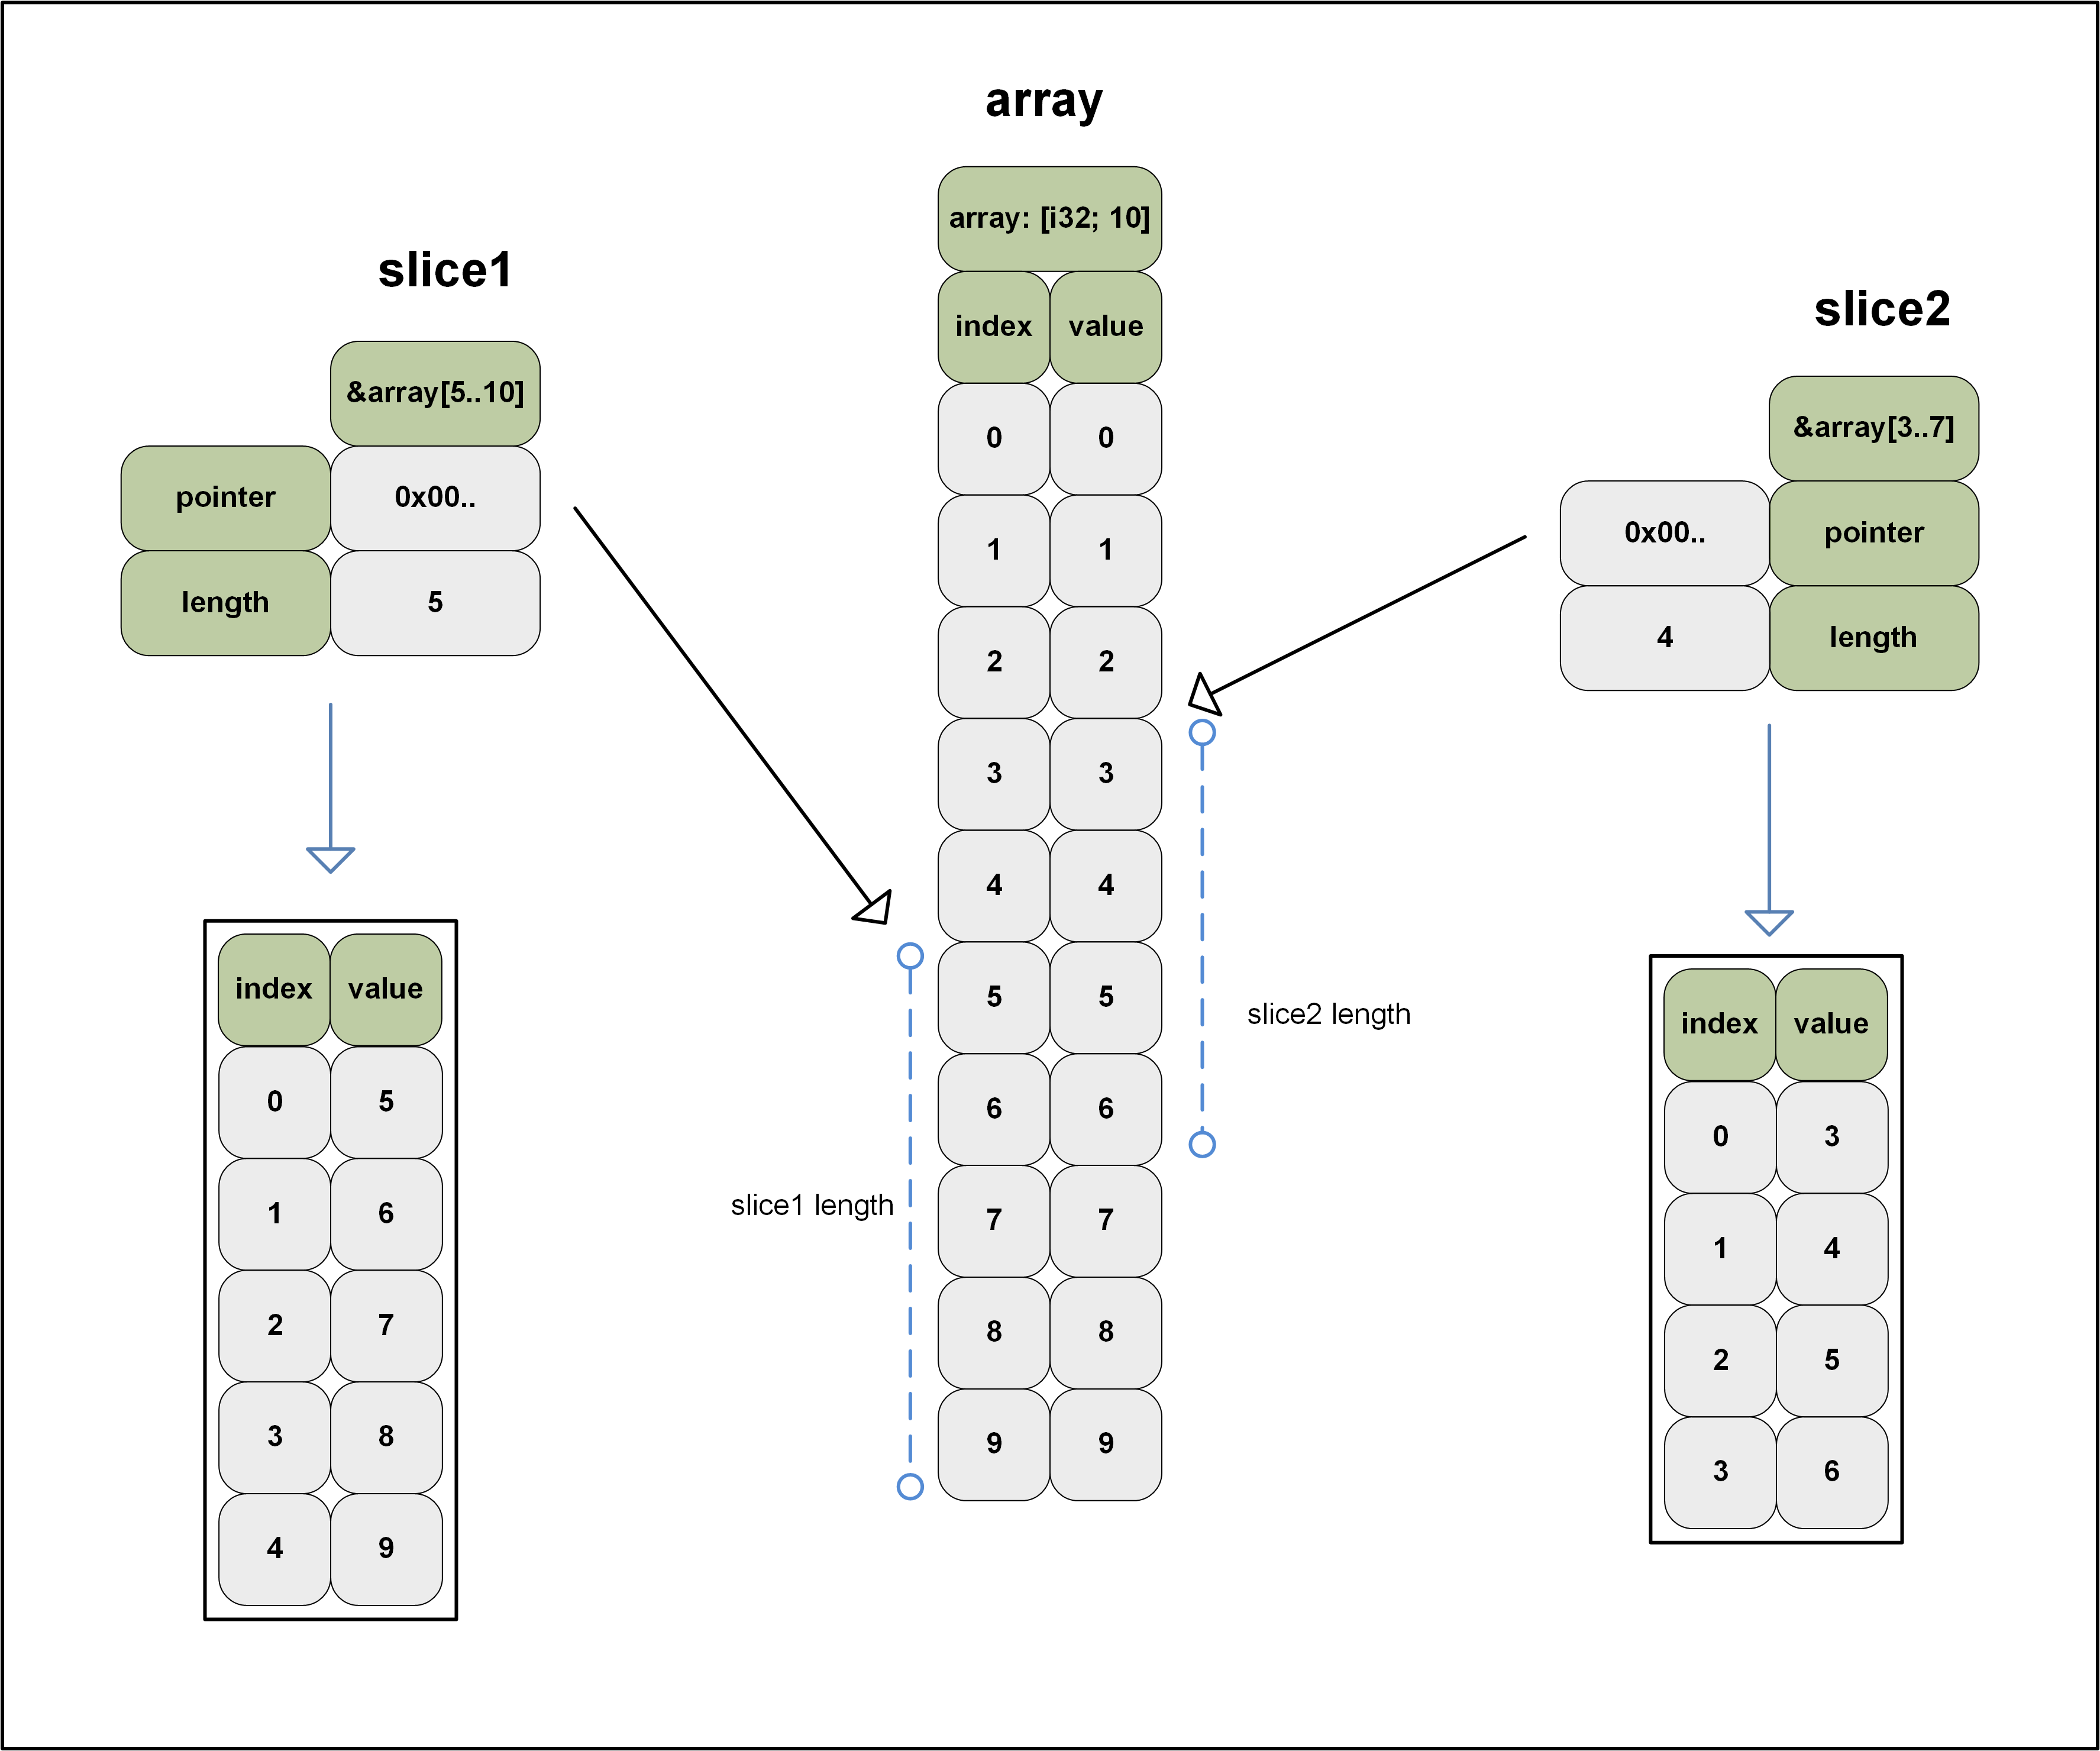 array
array: [i32; 10]
index value
0 0
1 1
2 2
3 3
4 4
5 5
6 6
7 7
8 8
9 9
slice1
&array[5..10]
pointer 0x00..
length 5
index value
0 5
1 6
2 7
3 8
4 9
slice1 length
slice2
&array[3..7]
0x00.. pointer
4 length
slice2 length
index value
0 3
1 4
2 5
3 6